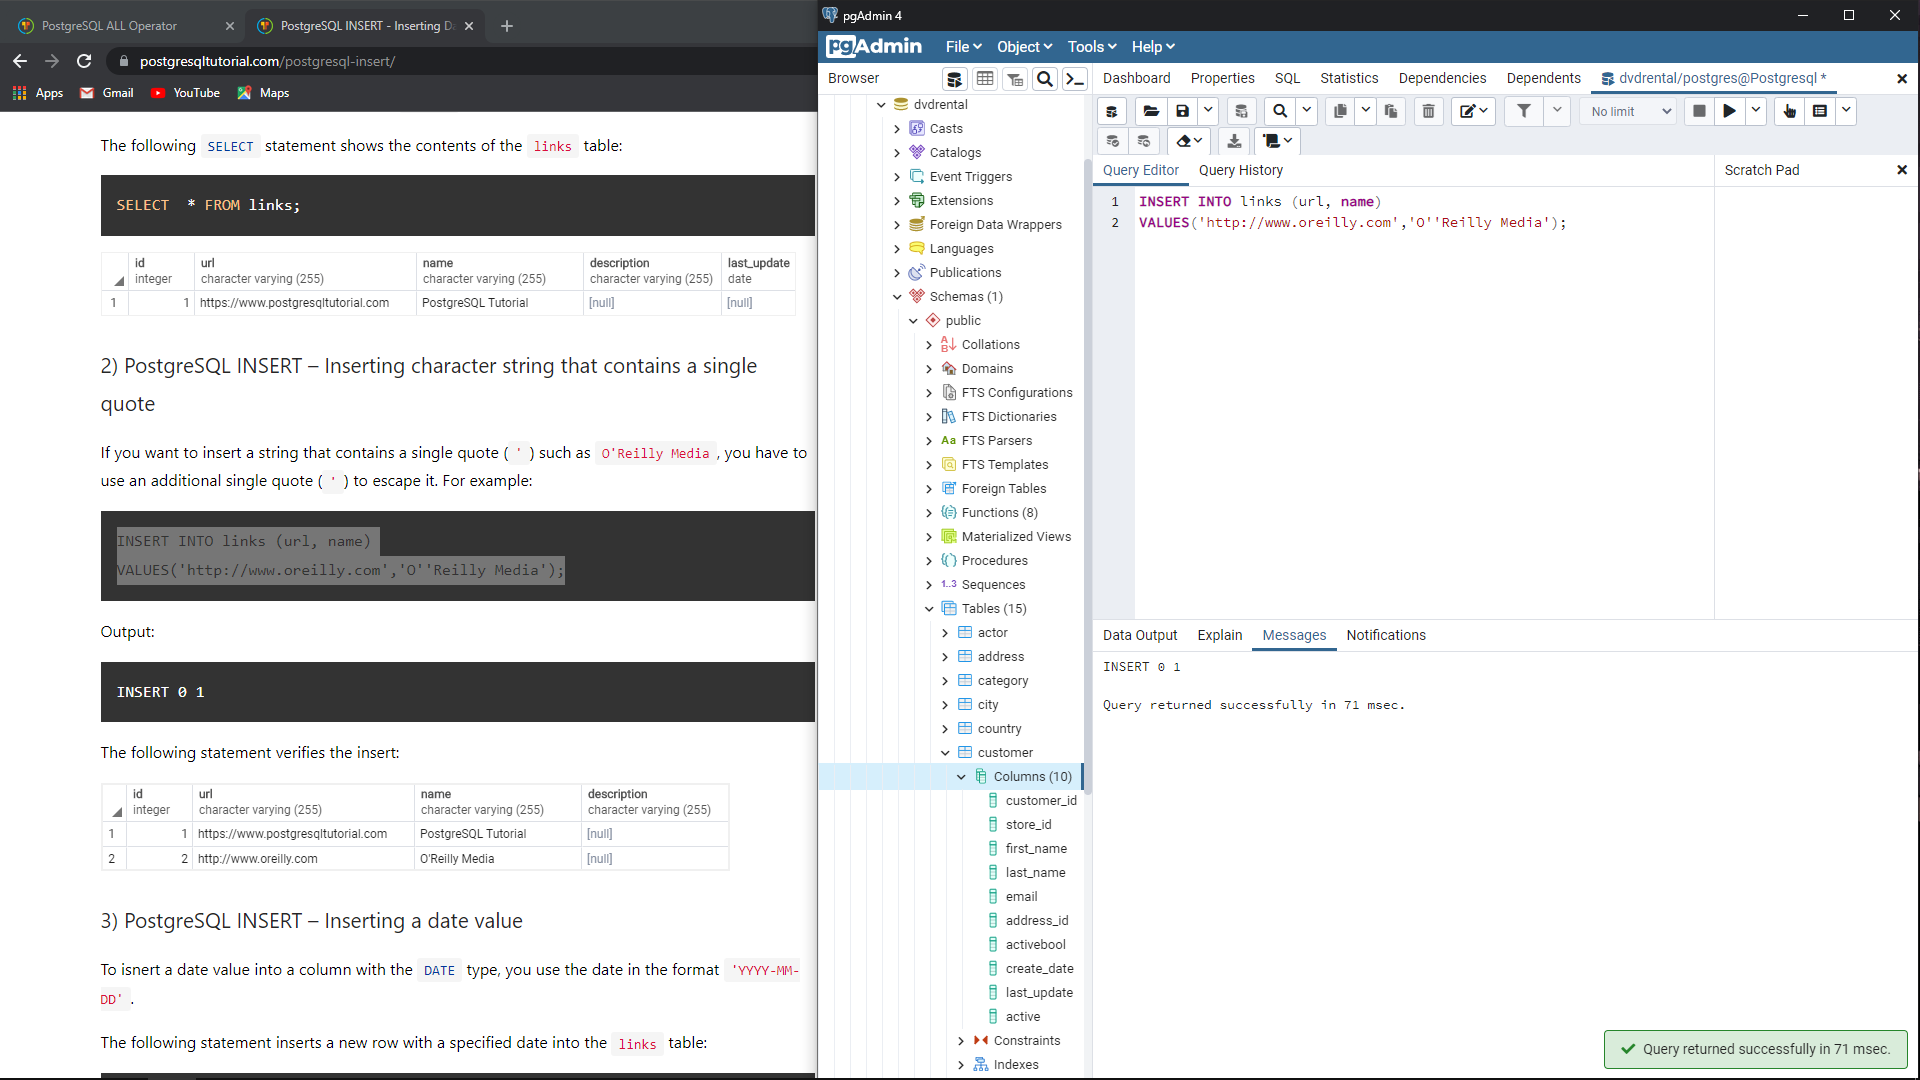 PostgreSQL ALL Operator
PostgreSQL INSERT - Inserting Da
postgresqltutorial.com/postgresql-insert/
Apps Gmail YouTube Maps
The following SELECT statement shows the contents of the links table:
SELECT * FROM links;
id url name description last_update
integer character varying (255) character varying (255) character varying (255) date
1 1 https://www.postgresqltutorial.com PostgreSQL Tutorial [null] [null]
2) PostgreSQL INSERT – Inserting character string that contains a single
quote
If you want to insert a string that contains a single quote ( ' ) such as O'Reilly Media , you have to
use an additional single quote ( ' ) to escape it. For example:
INSERT INTO links (url, name)
VALUES('http://www.oreilly.com','O''Reilly Media');
Output:
INSERT 0 1
The following statement verifies the insert:
id url name description
integer character varying (255) character varying (255) character varying (255)
1 1 https://www.postgresqltutorial.com PostgreSQL Tutorial [null]
2 2 http://www.oreilly.com O'Reilly Media [null]
3) PostgreSQL INSERT – Inserting a date value
To isnert a date value into a column with the DATE type, you use the date in the format 'YYYY-MM-
DD' .
The following statement inserts a new row with a specified date into the links table:
pgAdmin 4
pgAdmin File Object Tools Help
Browser
dvdrental
Casts
Catalogs
Event Triggers
Extensions
Foreign Data Wrappers
Languages
Publications
Schemas (1)
public
Collations
Domains
FTS Configurations
FTS Dictionaries
Aa FTS Parsers
FTS Templates
Foreign Tables
Functions (8)
Materialized Views
Procedures
1..3 Sequences
Tables (15)
actor
address
category
city
country
customer
Columns (10)
customer_id
store_id
first_name
last_name
email
address_id
activebool
create_date
last_update
active
Constraints
Indexes
Dashboard Properties SQL Statistics Dependencies Dependents dvdrental/postgres@Postgresql *
No limit
Query Editor Query History
Scratch Pad
1 INSERT INTO links (url, name)
2 VALUES('http://www.oreilly.com','O''Reilly Media');
Data Output Explain Messages Notifications
INSERT 0 1
Query returned successfully in 71 msec.
Query returned successfully in 71 msec.